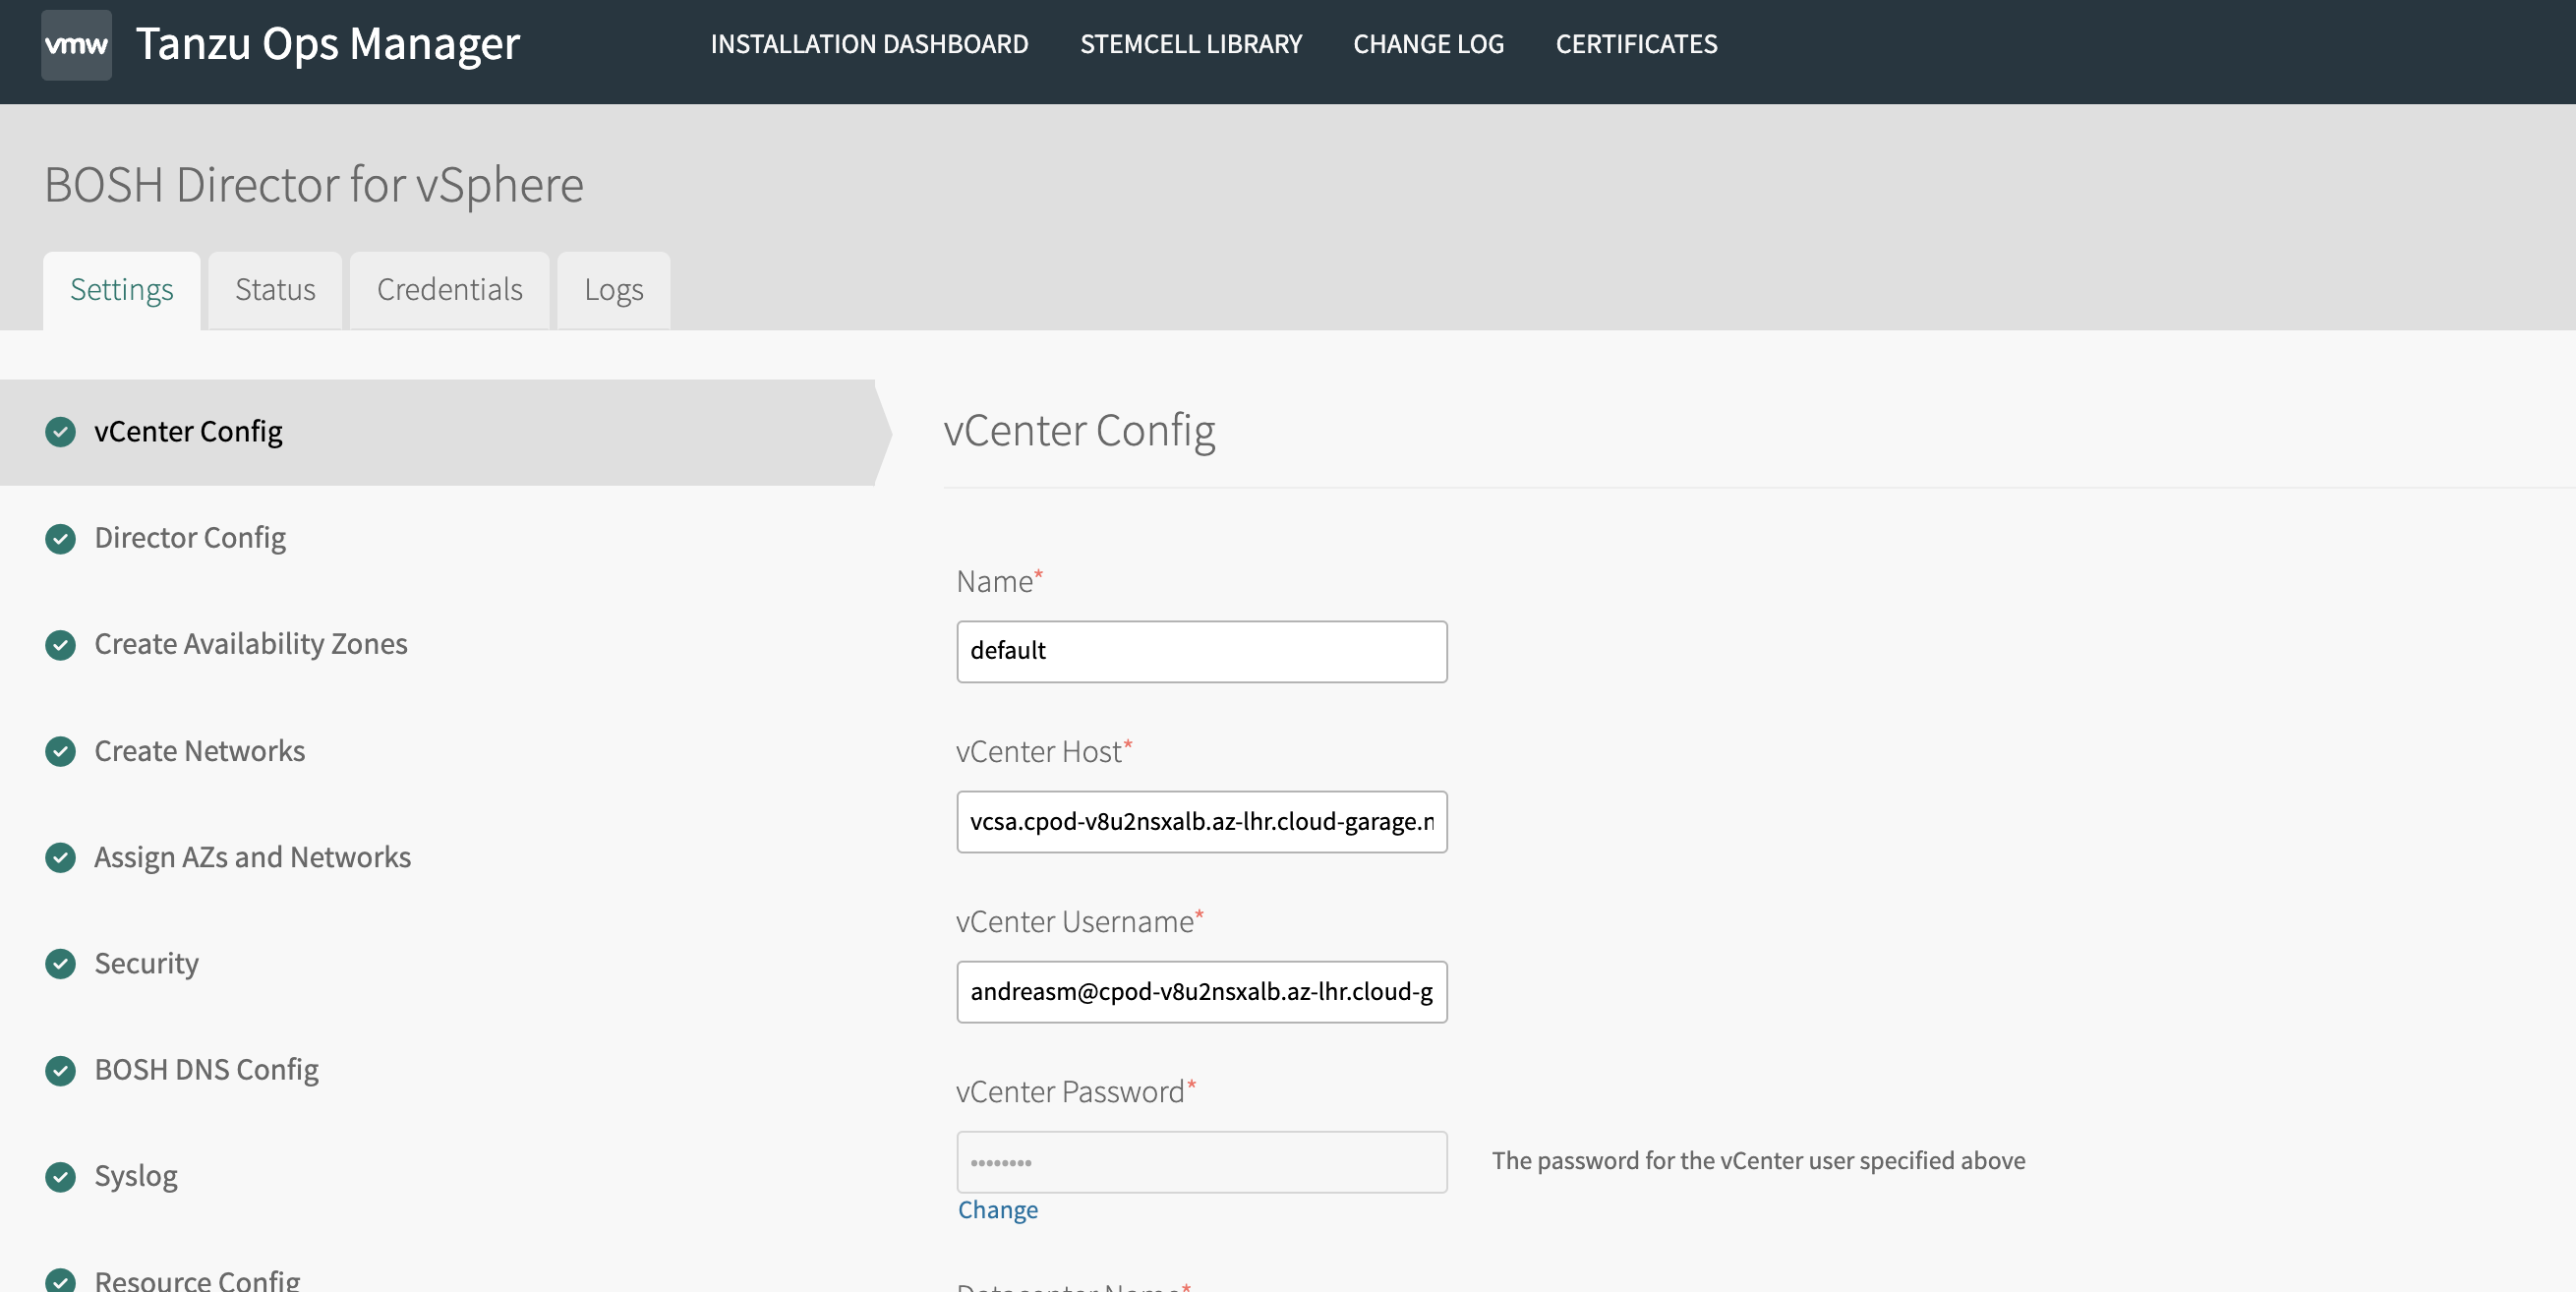 vmw Tanzu Ops Manager INSTALLATION DASHBOARD STEMCELL LIBRARY CHANGE LOG CERTIFICATES
BOSH Director for vSphere
Settings Status Credentials Logs
vCenter Config
Director Config
Create Availability Zones
Create Networks
Assign AZs and Networks
Security
BOSH DNS Config
Syslog
Resource Config
vCenter Config
Name*
default
vCenter Host*
vcsa.cpod-v8u2nsxalb.az-lhr.cloud-garage.n
vCenter Username*
andreasm@cpod-v8u2nsxalb.az-lhr.cloud-g
vCenter Password*
••••••••
The password for the vCenter user specified above
Change
Datacenter Name*